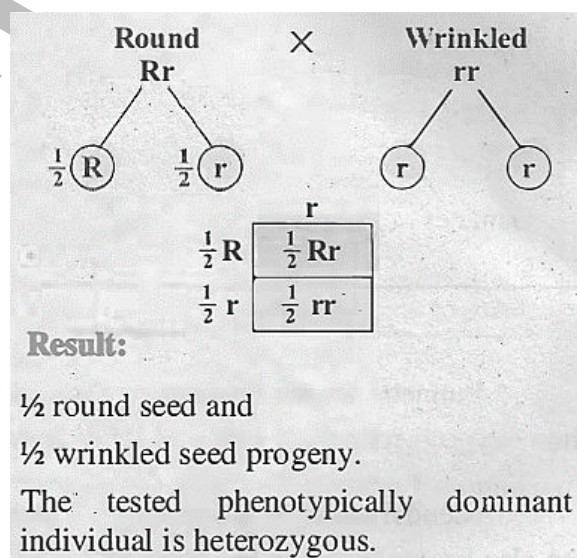 Round × Wrinkled
Rr rr
½ R ½ r r r
r
½ R ½ Rr
½ r ½ rr
Result:
½ round seed and
½ wrinkled seed progeny.
The tested phenotypically dominant
individual is heterozygous.